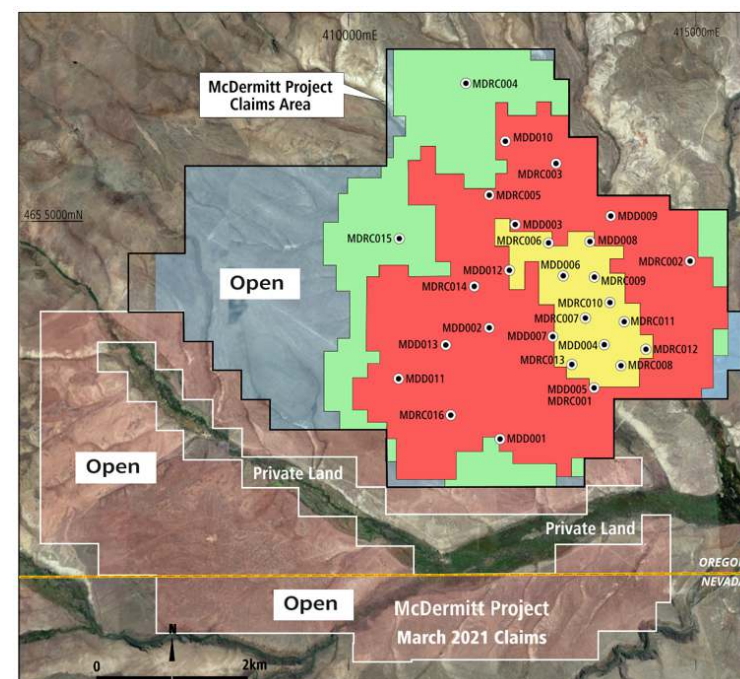 410000mE
415000mE
McDermitt Project
Claims Area
MDRC004
MDD010
MDRC003
MDRC005
465 5000mN
MDD003
MDD009
MDRC015
MDRC006
MDD008
MDRC002
Open
MDD012
MDD006
MDRC009
MDRC014
MDRC010
MDRC007
MDRC011
MDD002
MDD007
MDD013
MDD004
MDRC012
MDRC013
MDRC008
MDD011
MDD005
MDRC001
MDRC016
MDD001
Open
Private Land
Private Land
OREGO
NEVADA
Open
McDermitt Project
March 2021 Claims
N
0
2km